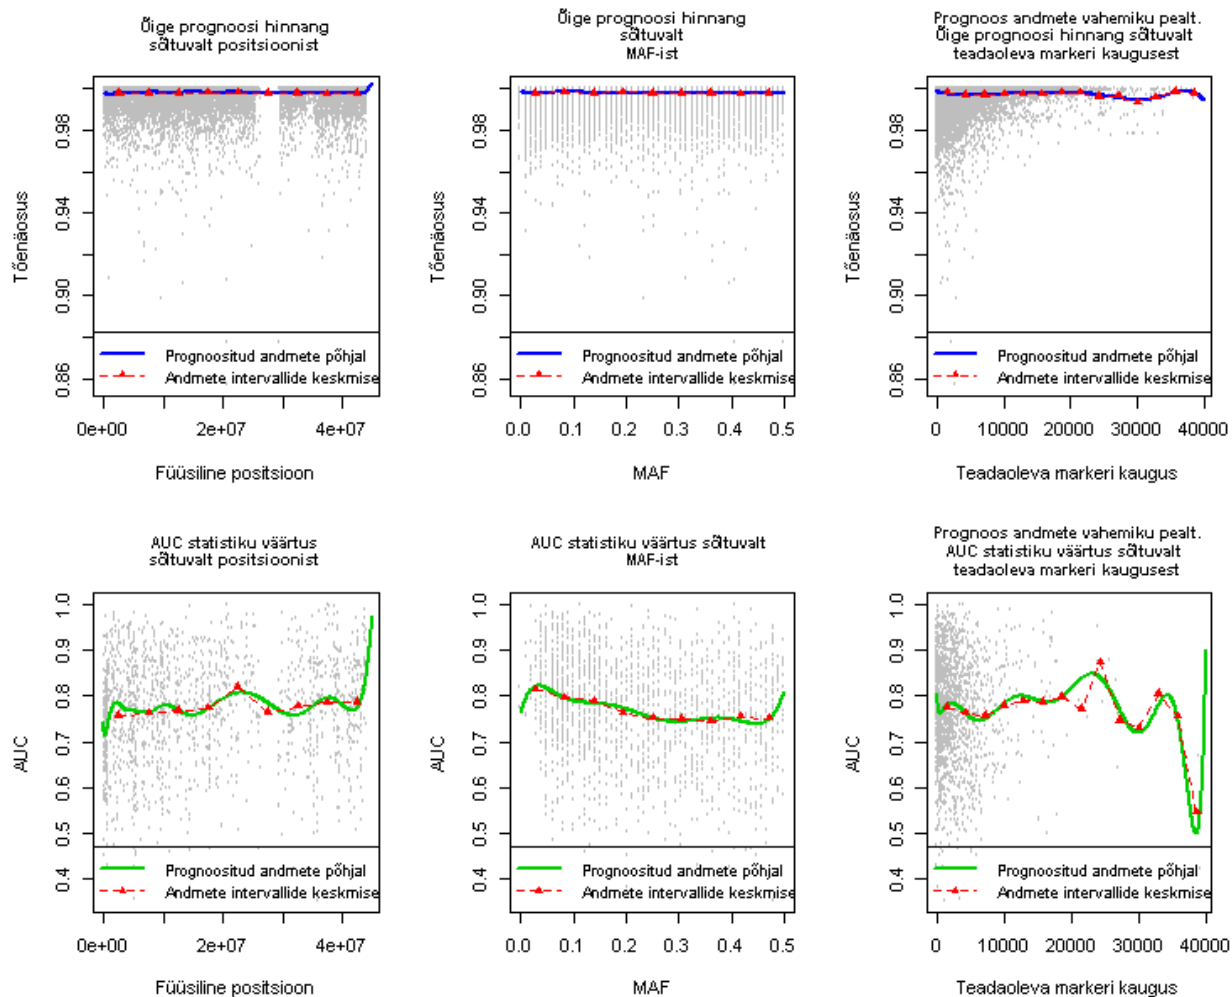 Õige prognoosi hinnang
sõltuvalt positsioonist
Tõenäosus
0.98
0.94
0.90
0.86
Prognoositud andmete põhjal
Andmete intervallide keskmise
0e+00 2e+07 4e+07
Füüsiline positsioon
Õige prognoosi hinnang
sõltuvalt
MAF-ist
Tõenäosus
0.98
0.94
0.90
0.86
Prognoositud andmete põhjal
Andmete intervallide keskmise
0.0 0.1 0.2 0.3 0.4 0.5
MAF
Prognoos andmete vahemiku pealt.
Õige prognoosi hinnang sõltuvalt
teadaoleva markeri kaugusest
Tõenäosus
0.98
0.94
0.90
0.86
Prognoositud andmete põhjal
Andmete intervallide keskmise
0 10000 20000 30000 40000
Teadaoleva markeri kaugus
AUC statistiku väärtus
sõltuvalt positsioonist
AUC
1.0
0.9
0.8
0.7
0.6
0.5
0.4
Prognoositud andmete põhjal
Andmete intervallide keskmise
0e+00 2e+07 4e+07
Füüsiline positsioon
AUC statistiku väärtus sõltuvalt
MAF-ist
AUC
1.0
0.9
0.8
0.7
0.6
0.5
0.4
Prognoositud andmete põhjal
Andmete intervallide keskmise
0.0 0.1 0.2 0.3 0.4 0.5
MAF
Prognoos andmete vahemiku pealt.
AUC statistiku väärtus sõltuvalt
teadaoleva markeri kaugusest
AUC
1.0
0.9
0.8
0.7
0.6
0.5
0.4
Prognoositud andmete põhjal
Andmete intervallide keskmise
0 10000 20000 30000 40000
Teadaoleva markeri kaugus